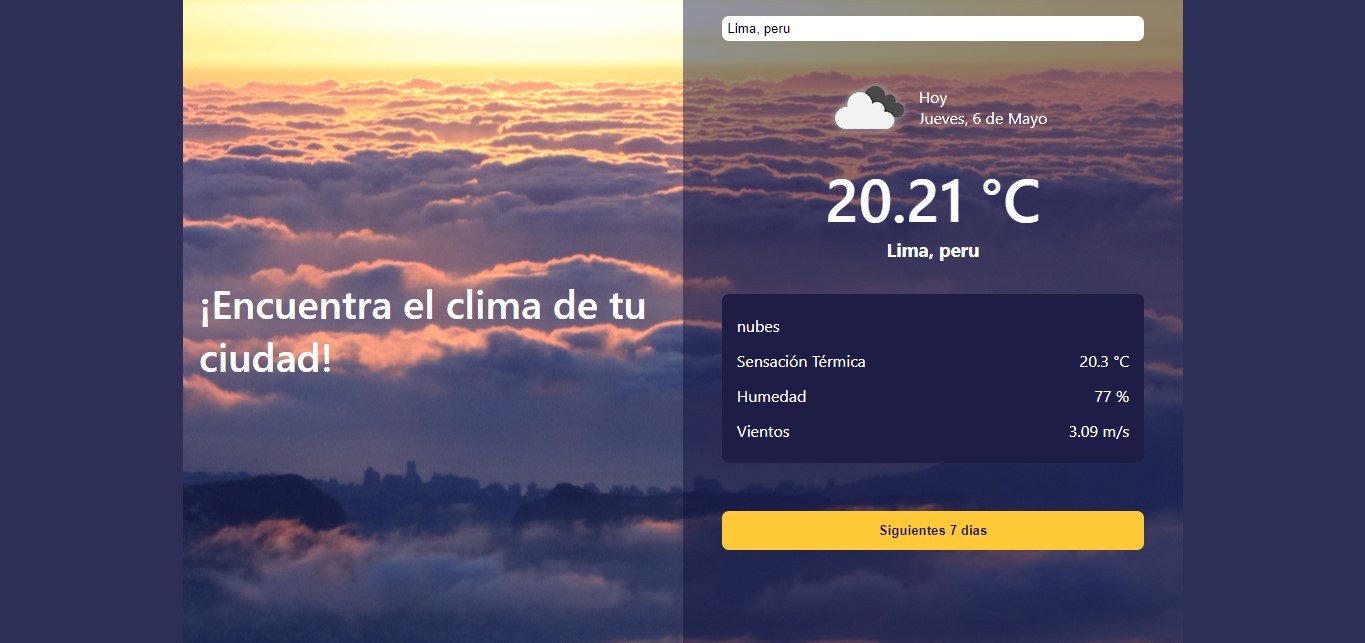 ¡Encuentra el clima de tu
ciudad!
Lima, peru
Hoy
Jueves, 6 de Mayo
20.21 °C
Lima, peru
nubes
Sensación Térmica 20.3 °C
Humedad 77 %
Vientos 3.09 m/s
Siguientes 7 dias